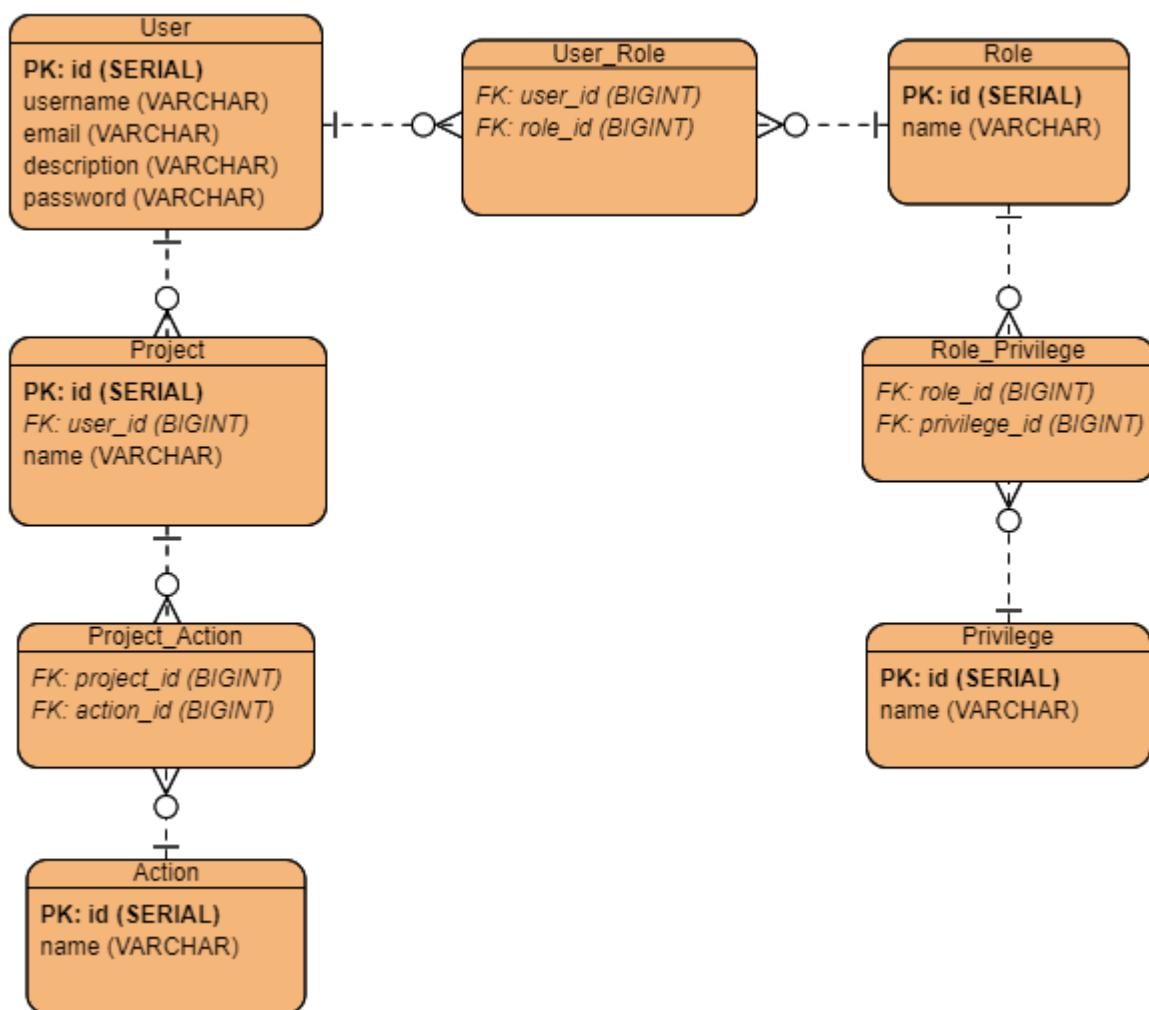 User
PK: id (SERIAL)
username (VARCHAR)
email (VARCHAR)
description (VARCHAR)
password (VARCHAR)
User_Role
FK: user_id (BIGINT)
FK: role_id (BIGINT)
Role
PK: id (SERIAL)
name (VARCHAR)
Project
PK: id (SERIAL)
FK: user_id (BIGINT)
name (VARCHAR)
Role_Privilege
FK: role_id (BIGINT)
FK: privilege_id (BIGINT)
Project_Action
FK: project_id (BIGINT)
FK: action_id (BIGINT)
Privilege
PK: id (SERIAL)
name (VARCHAR)
Action
PK: id (SERIAL)
name (VARCHAR)